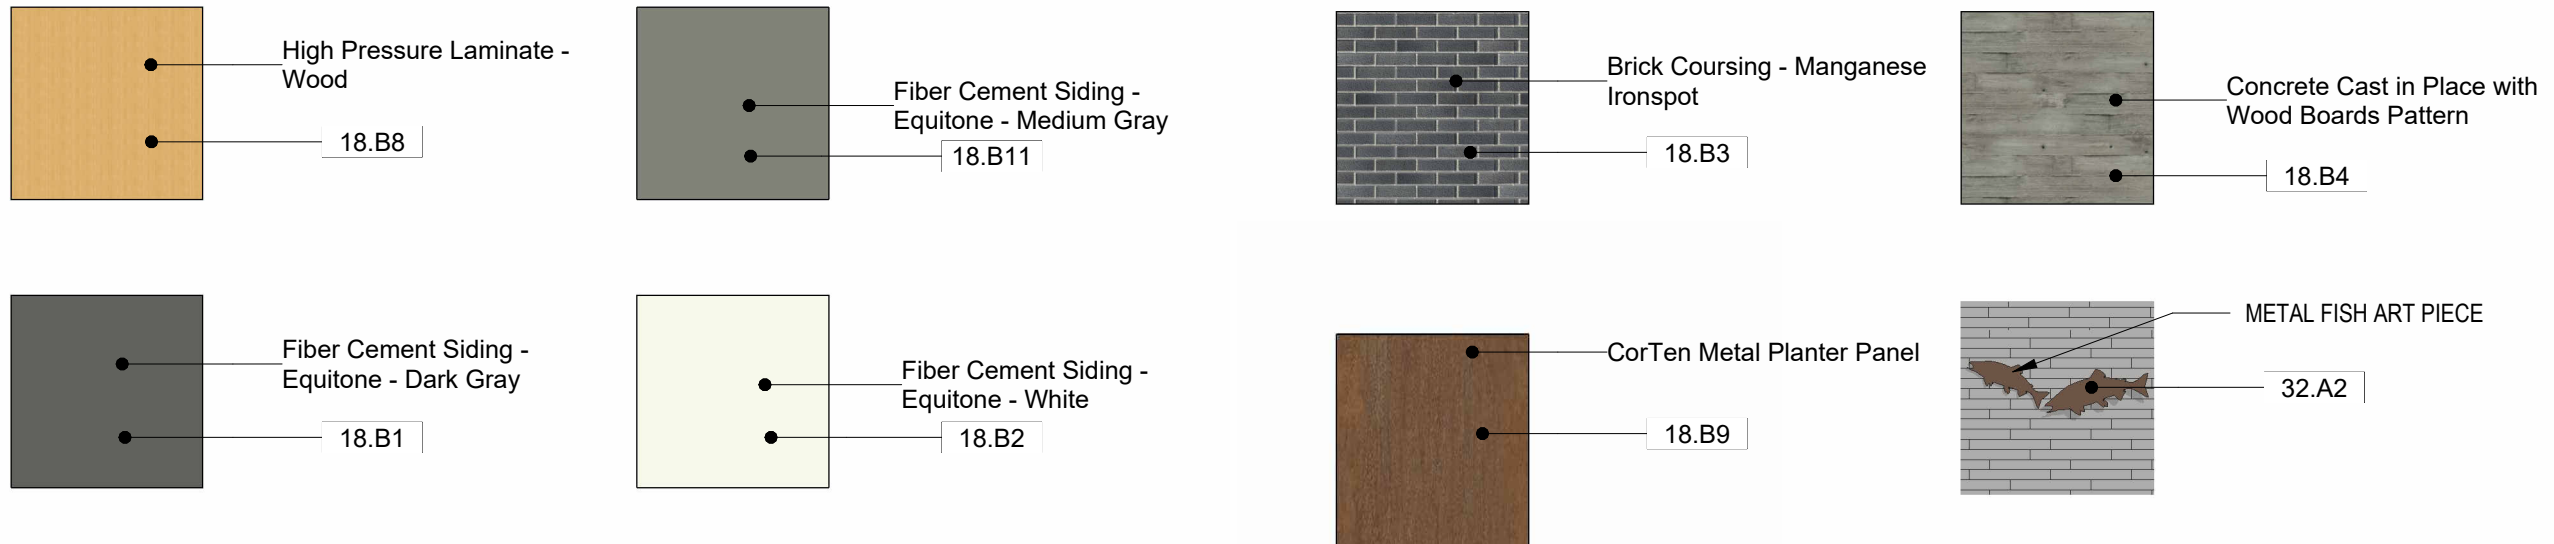 High Pressure Laminate -
Wood
18.B8
Fiber Cement Siding -
Equitone - Medium Gray
18.B11
Brick Coursing - Manganese
Ironspot
18.B3
Concrete Cast in Place with
Wood Boards Pattern
18.B4
Fiber Cement Siding -
Equitone - Dark Gray
18.B1
Fiber Cement Siding -
Equitone - White
18.B2
CorTen Metal Planter Panel
18.B9
METAL FISH ART PIECE
32.A2